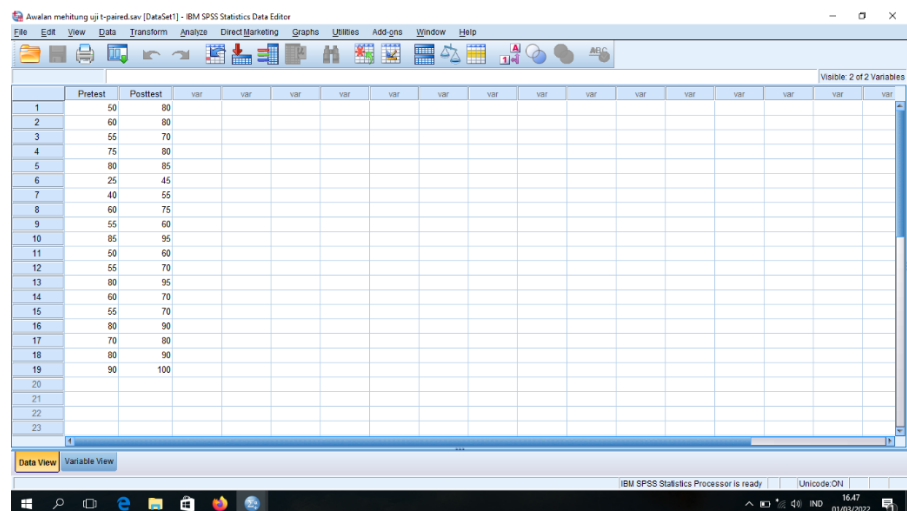 Awalan mehitung uji t-paired.sav [DataSet1] - IBM SPSS Statistics Data Editor
File Edit View Data Transform Analyze Direct Marketing Graphs Utilities Add-ons Window Help
Visible: 2 of 2 Variables
Pretest Posttest var var var var var var var var var var var var var var var
1 50 80
2 60 80
3 55 70
4 75 80
5 80 85
6 25 45
7 40 55
8 60 75
9 55 60
10 85 95
11 50 60
12 55 70
13 80 95
14 60 70
15 55 70
16 80 90
17 70 80
18 80 90
19 90 100
20
21
22
23
Data View Variable View
IBM SPSS Statistics Processor is ready Unicode:ON
IND 16.47
01/03/2022